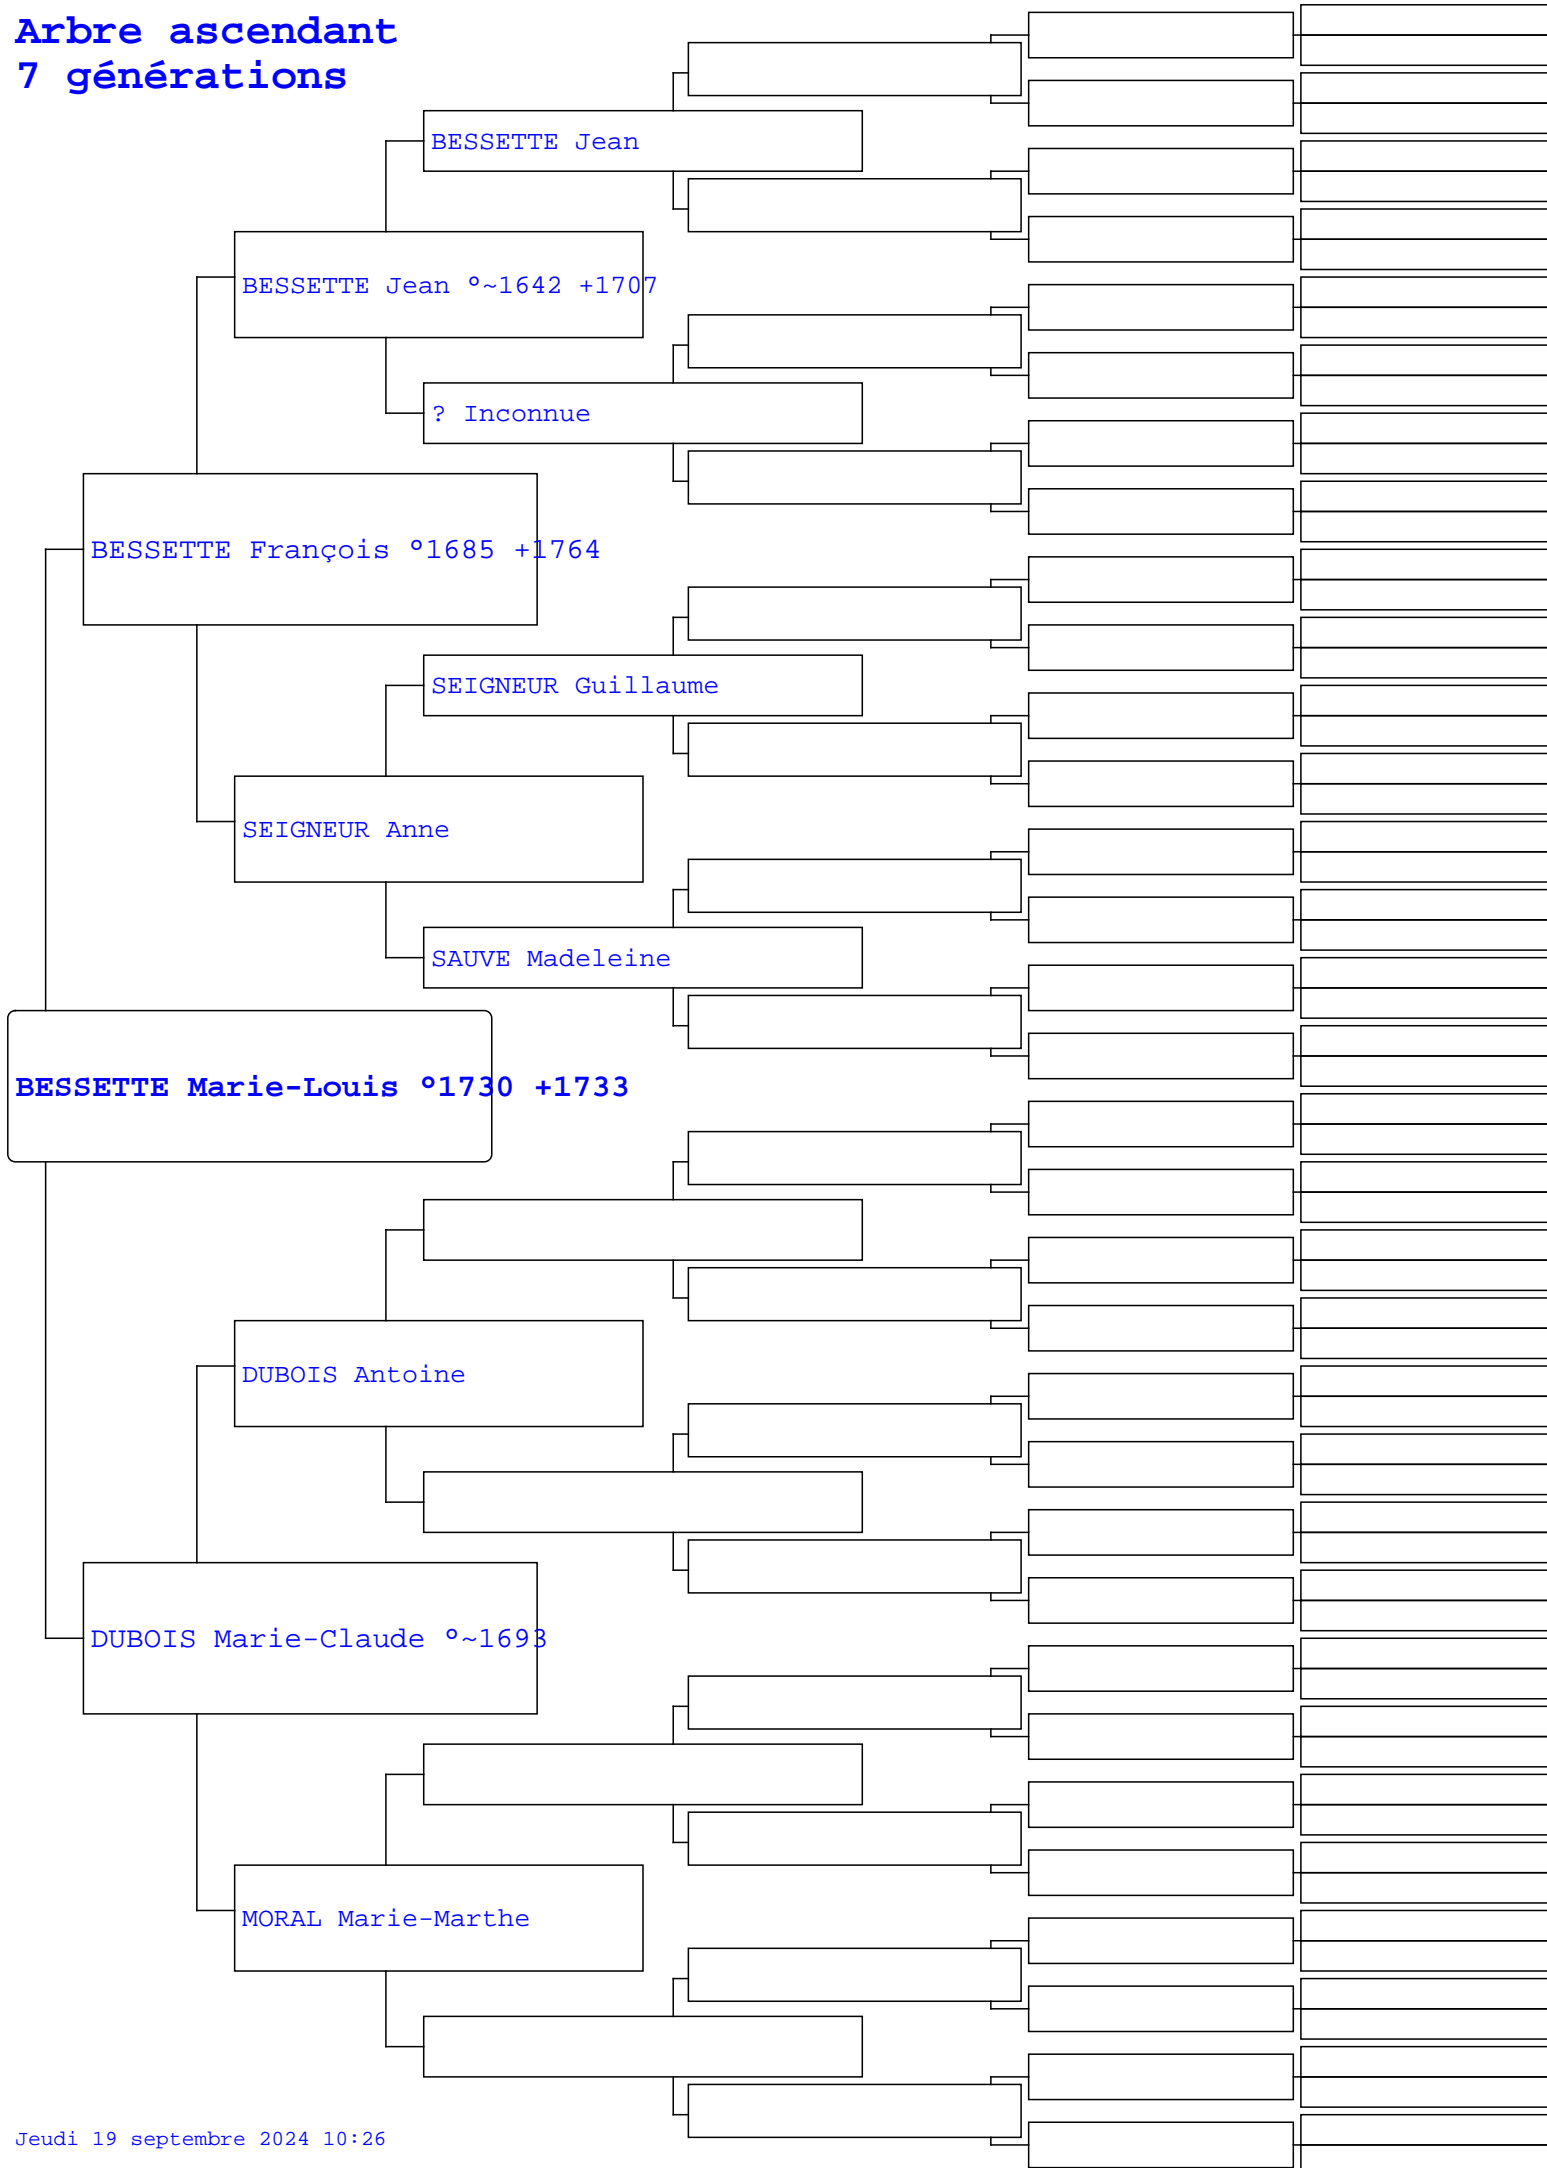 Arbre ascendant
7 générations
BESSETTE Jean
BESSETTE Jean °~1642 +1707
? Inconnue
BESSETTE François °1685 +1764
SEIGNEUR Guillaume
SEIGNEUR Anne
SAUVE Madeleine
BESSETTE Marie-Louis °1730 +1733
DUBOIS Antoine
DUBOIS Marie-Claude °~1693
MORAL Marie-Marthe
Jeudi 19 septembre 2024 10:26